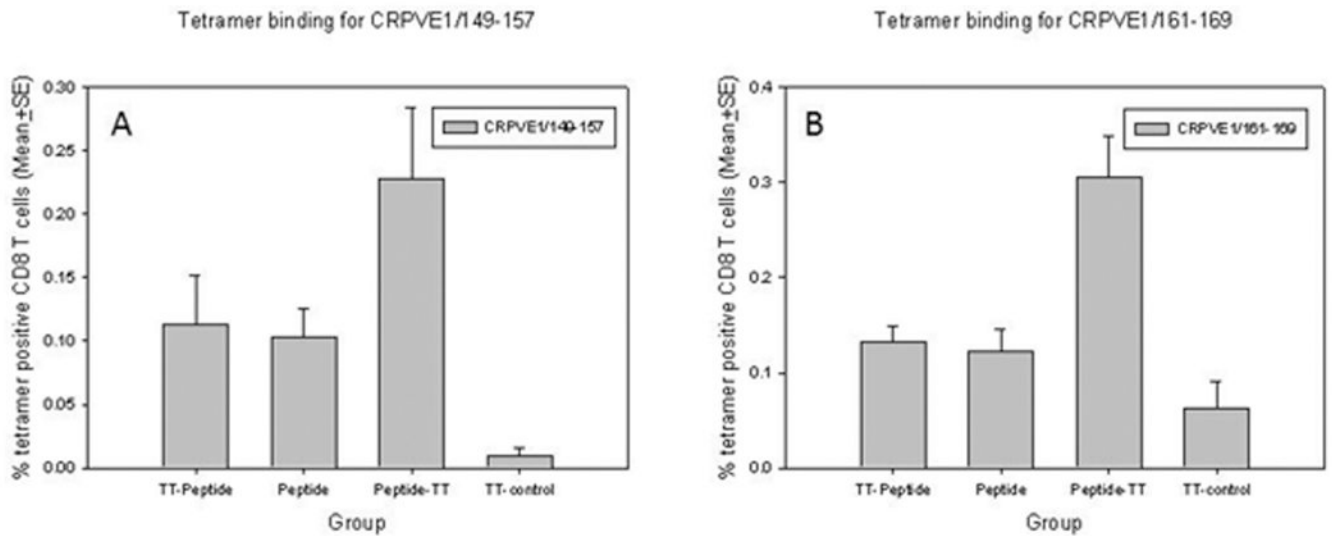 Tetramer binding for CRPVE1/149-157
A
CRPVE1/149-157
% tetramer positive CD8 T cells (Mean±SE)
0.30
0.25
0.20
0.15
0.10
0.05
0.00
TT-Peptide Peptide Peptide-TT TT-control
Group
Tetramer binding for CRPVE1/161-169
B
CRPVE1/161-169
% tetramer positive CD8 T cells (Mean±SE)
0.4
0.3
0.2
0.1
0.0
TT-Peptide Peptide Peptide-TT TT-control
Group